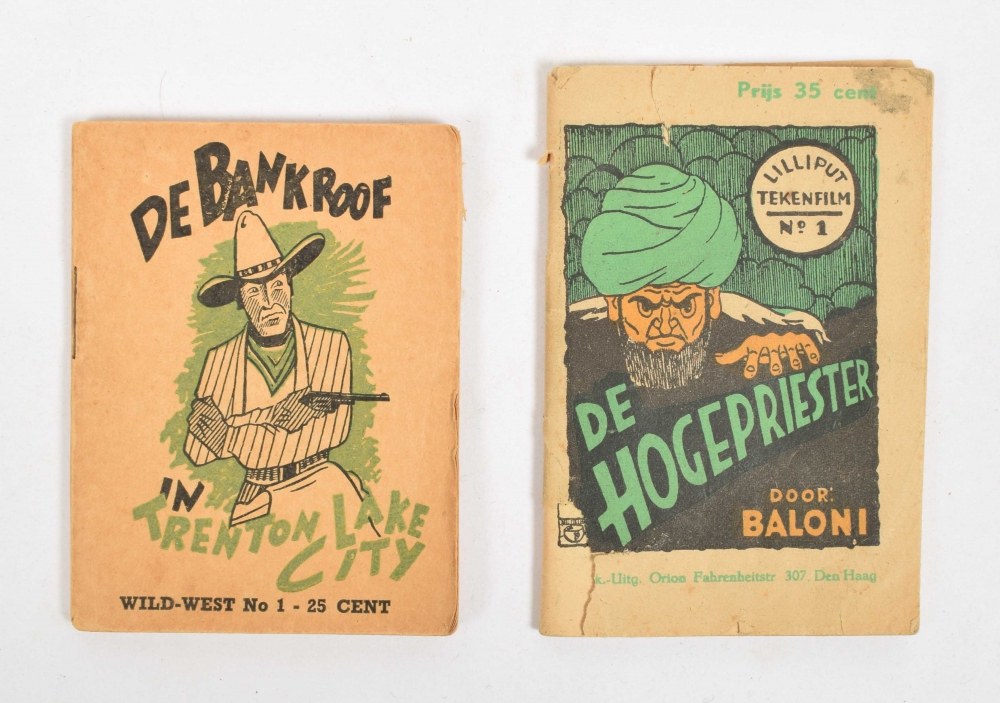 DE BANKROOF
IN
TRENTON LAKE
CITY
WILD-WEST No 1 - 25 CENT
Prijs 35 cent
LILLIPUT
TEKENFILM
Nº 1
DE
HOGEPRIESTER
DOOR:
BALONI
-Uitg. Orion Fahrenheitstr 307, Den Haag